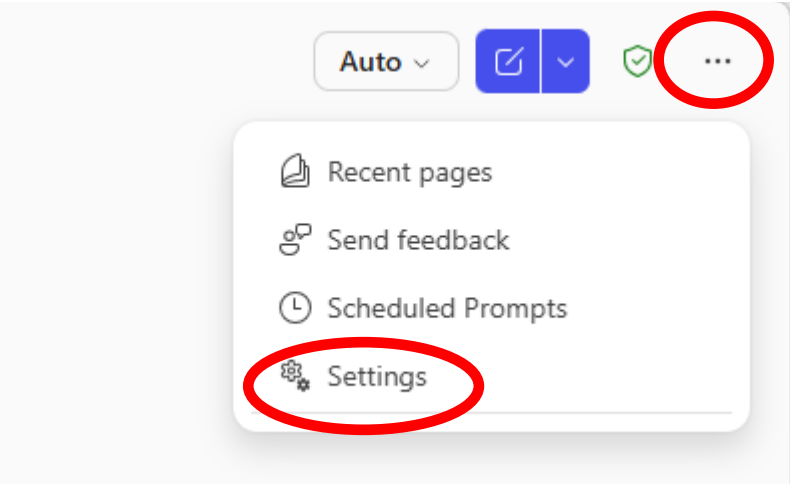 Auto
Recent pages
Send feedback
Scheduled Prompts
Settings